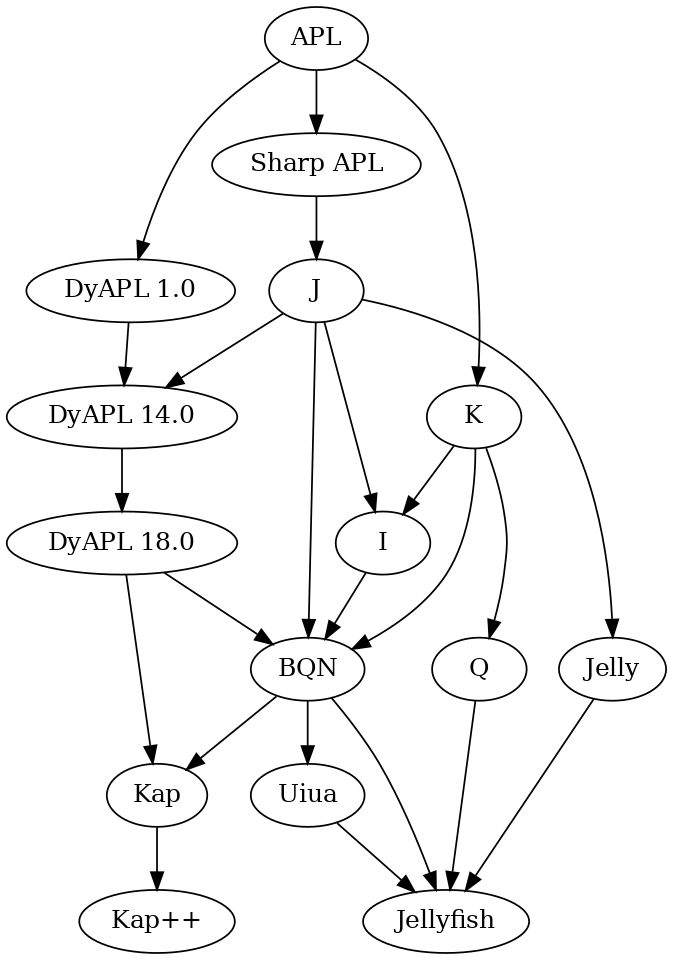 APL
Sharp APL
DyAPL 1.0
J
DyAPL 14.0
K
DyAPL 18.0
I
BQN
Q
Jelly
Kap
Uiua
Kap++
Jellyfish